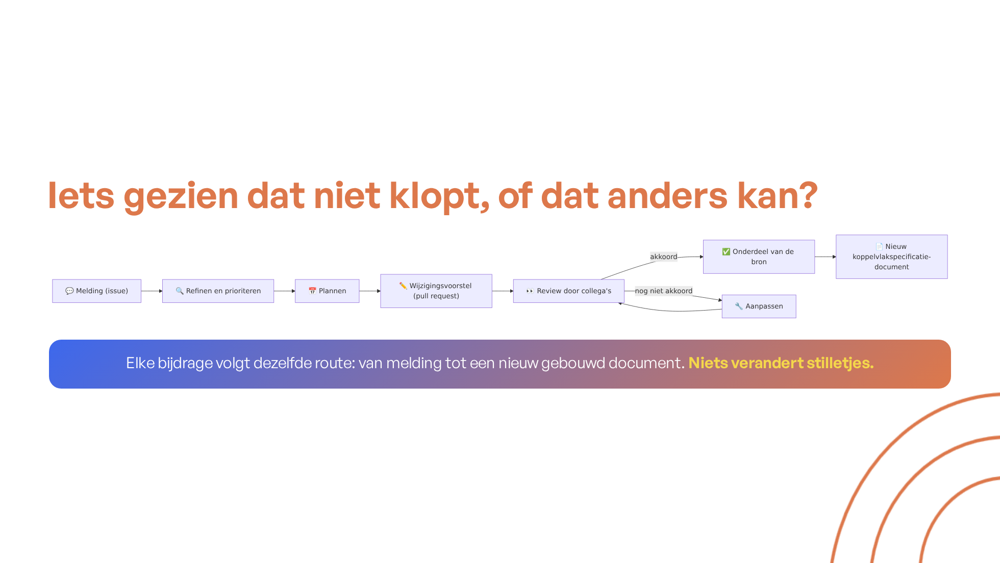 Iets gezien dat niet klopt, of dat anders kan?
💬 Melding (issue)
🔍 Refinen en prioriteren
📅 Plannen
✏️ Wijzigingsvoorstel
(pull request)
👀 Review door collega's
akkoord
✅ Onderdeel van de
bron
📄 Nieuw
koppelvlakspecificatie-
document
nog niet akkoord
🔧 Aanpassen
Elke bijdrage volgt dezelfde route: van melding tot een nieuw gebouwd document. Niets verandert stilletjes.